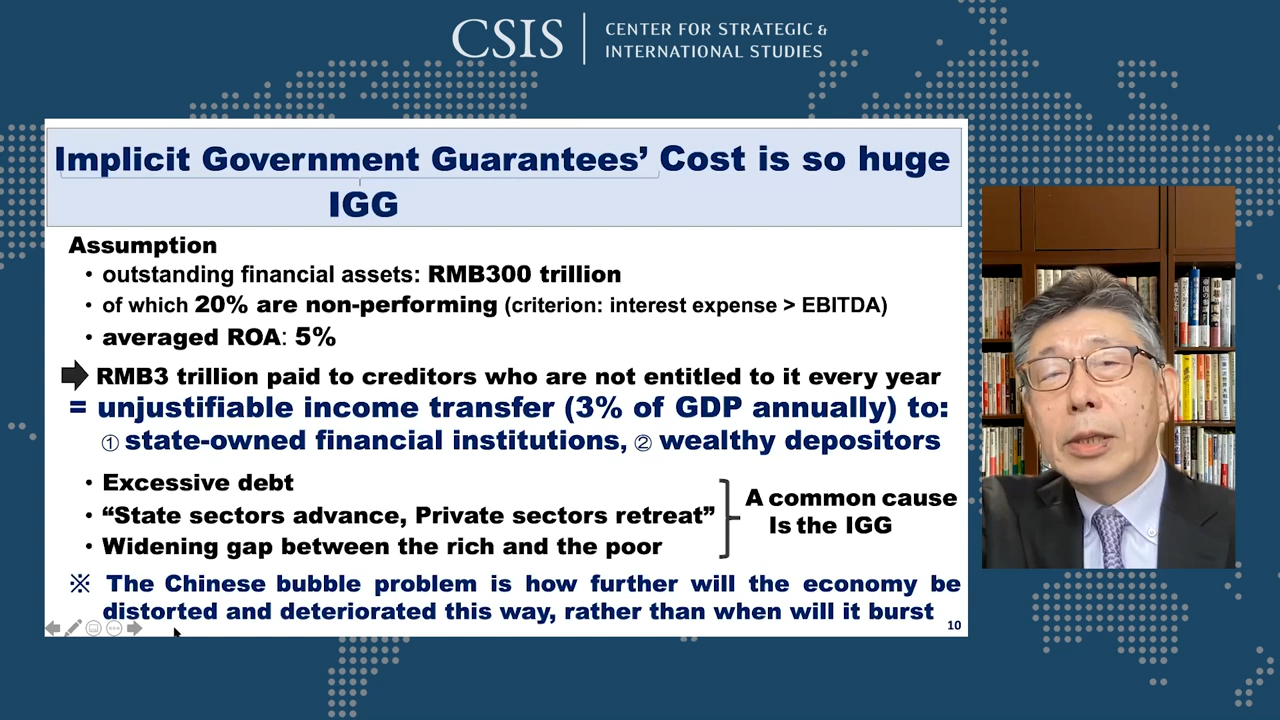 CSIS
CENTER FOR STRATEGIC &
INTERNATIONAL STUDIES
Implicit Government Guarantees’ Cost is so huge
IGG
Assumption
• outstanding financial assets: RMB300 trillion
• of which 20% are non-performing (criterion: interest expense > EBITDA)
• averaged ROA: 5%
RMB3 trillion paid to creditors who are not entitled to it every year
= unjustifiable income transfer (3% of GDP annually) to:
① state-owned financial institutions, ② wealthy depositors
• Excessive debt
• “State sectors advance, Private sectors retreat”
• Widening gap between the rich and the poor
A common cause
Is the IGG
※ The Chinese bubble problem is how further will the economy be
distorted and deteriorated this way, rather than when will it burst
10